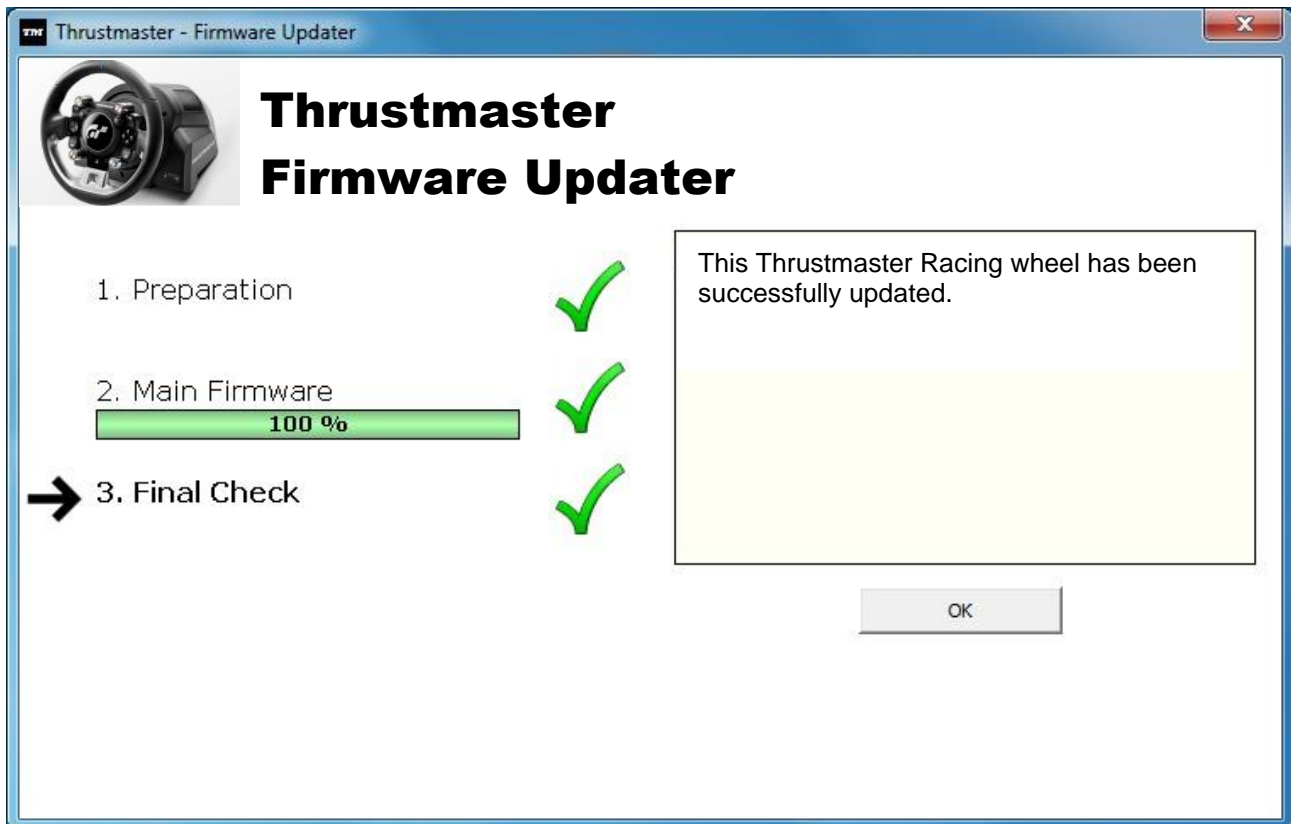 Thrustmaster - Firmware Updater
Thrustmaster
Firmware Updater
1. Preparation
2. Main Firmware
100 %
3. Final Check
This Thrustmaster Racing wheel has been
successfully updated.
OK